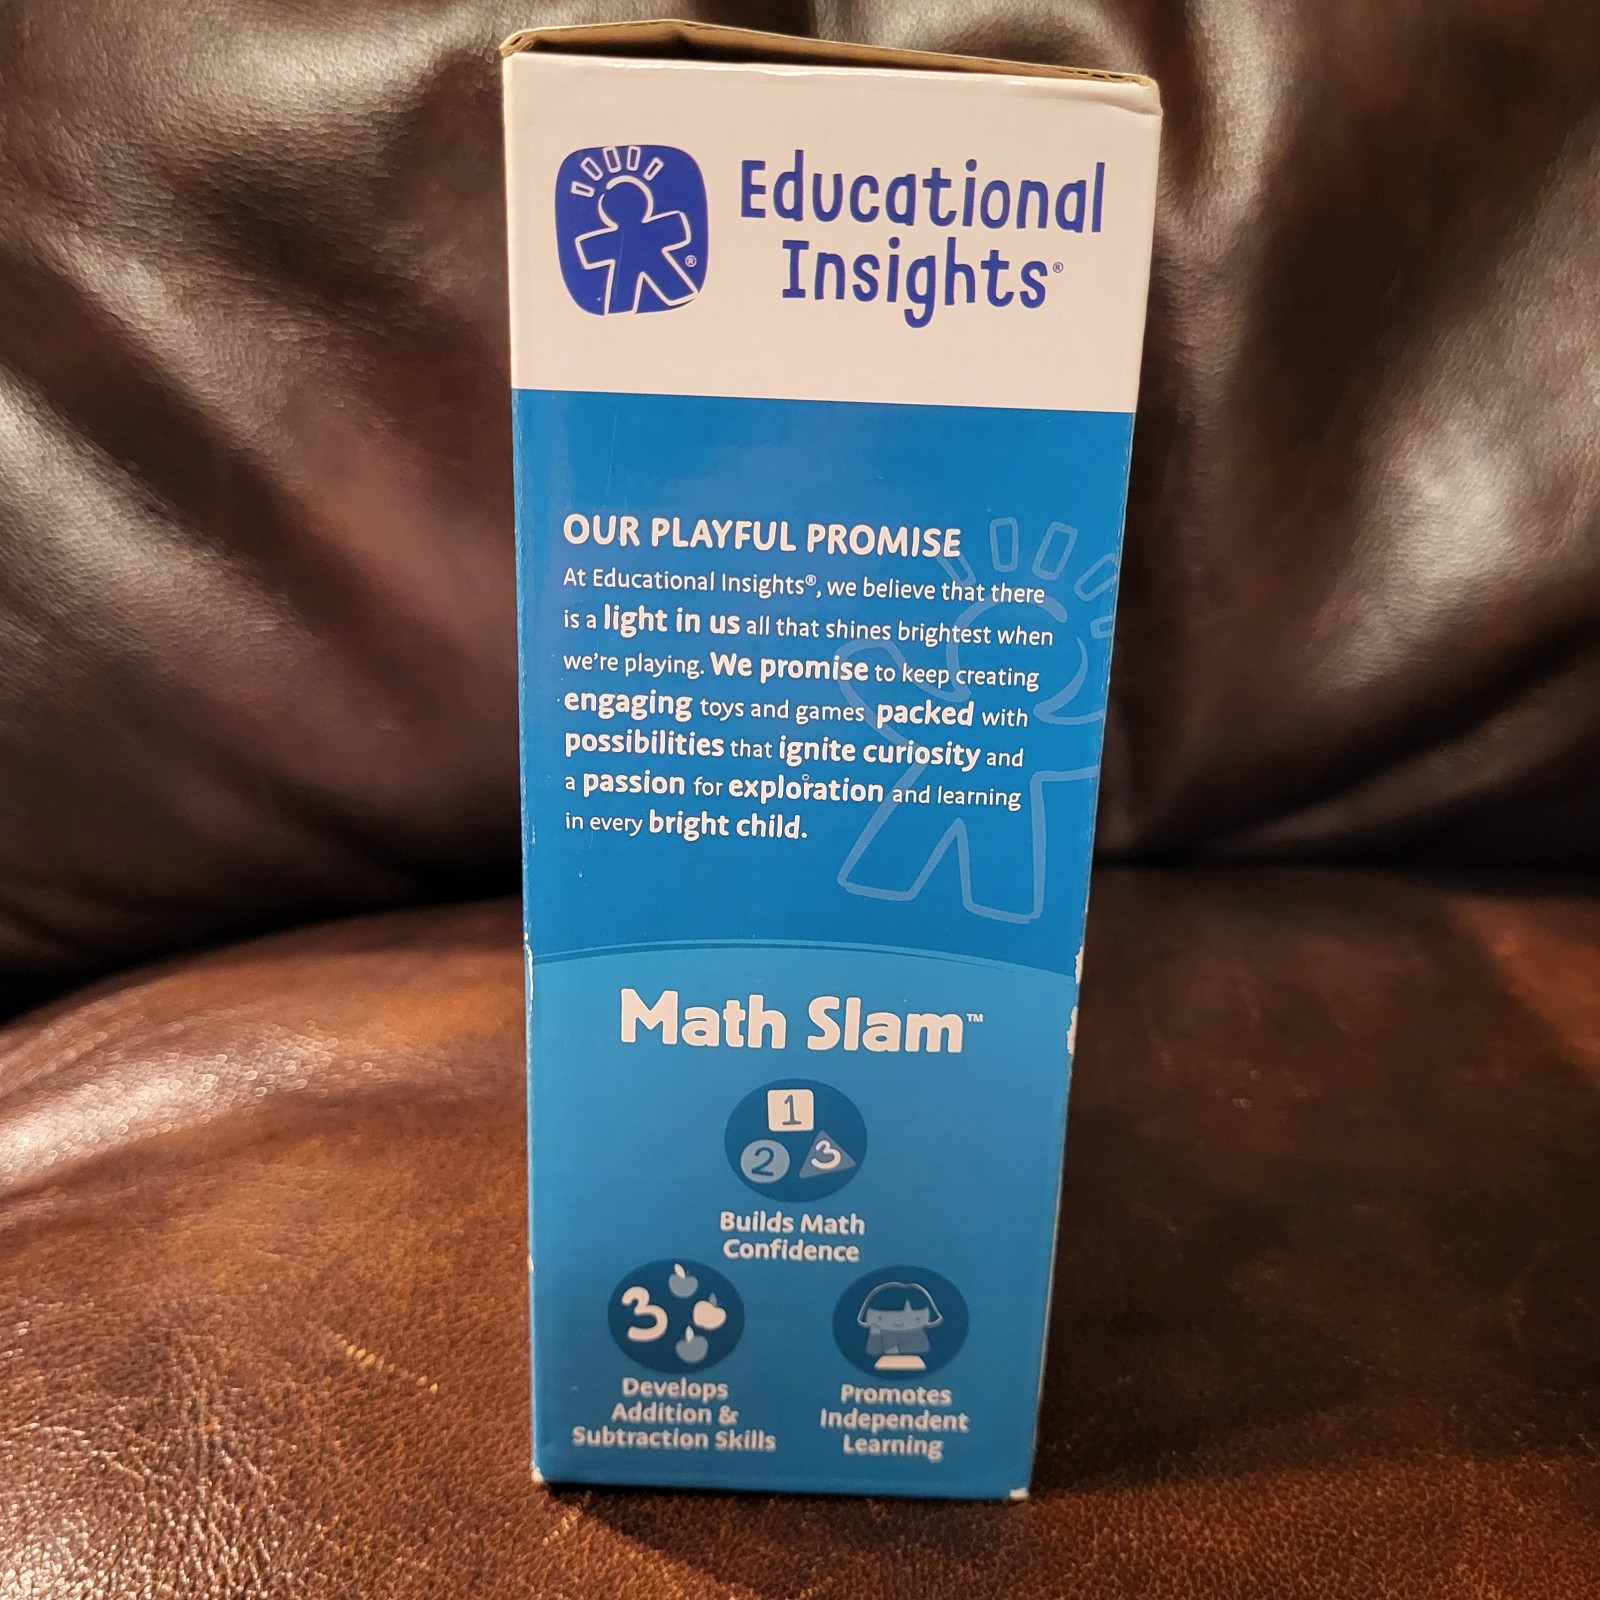 Educational
Insights®
®
OUR PLAYFUL PROMISE
At Educational Insights®, we believe that there
is a light in us all that shines brightest when
we're playing. We promise to keep creating
engaging toys and games packed with
possibilities that ignite curiosity and
a passion for exploration and learning
in every bright child.
Math Slam™
1
2 3
Builds Math
Confidence
3
Develops
Addition &
Subtraction Skills
Promotes
Independent
Learning